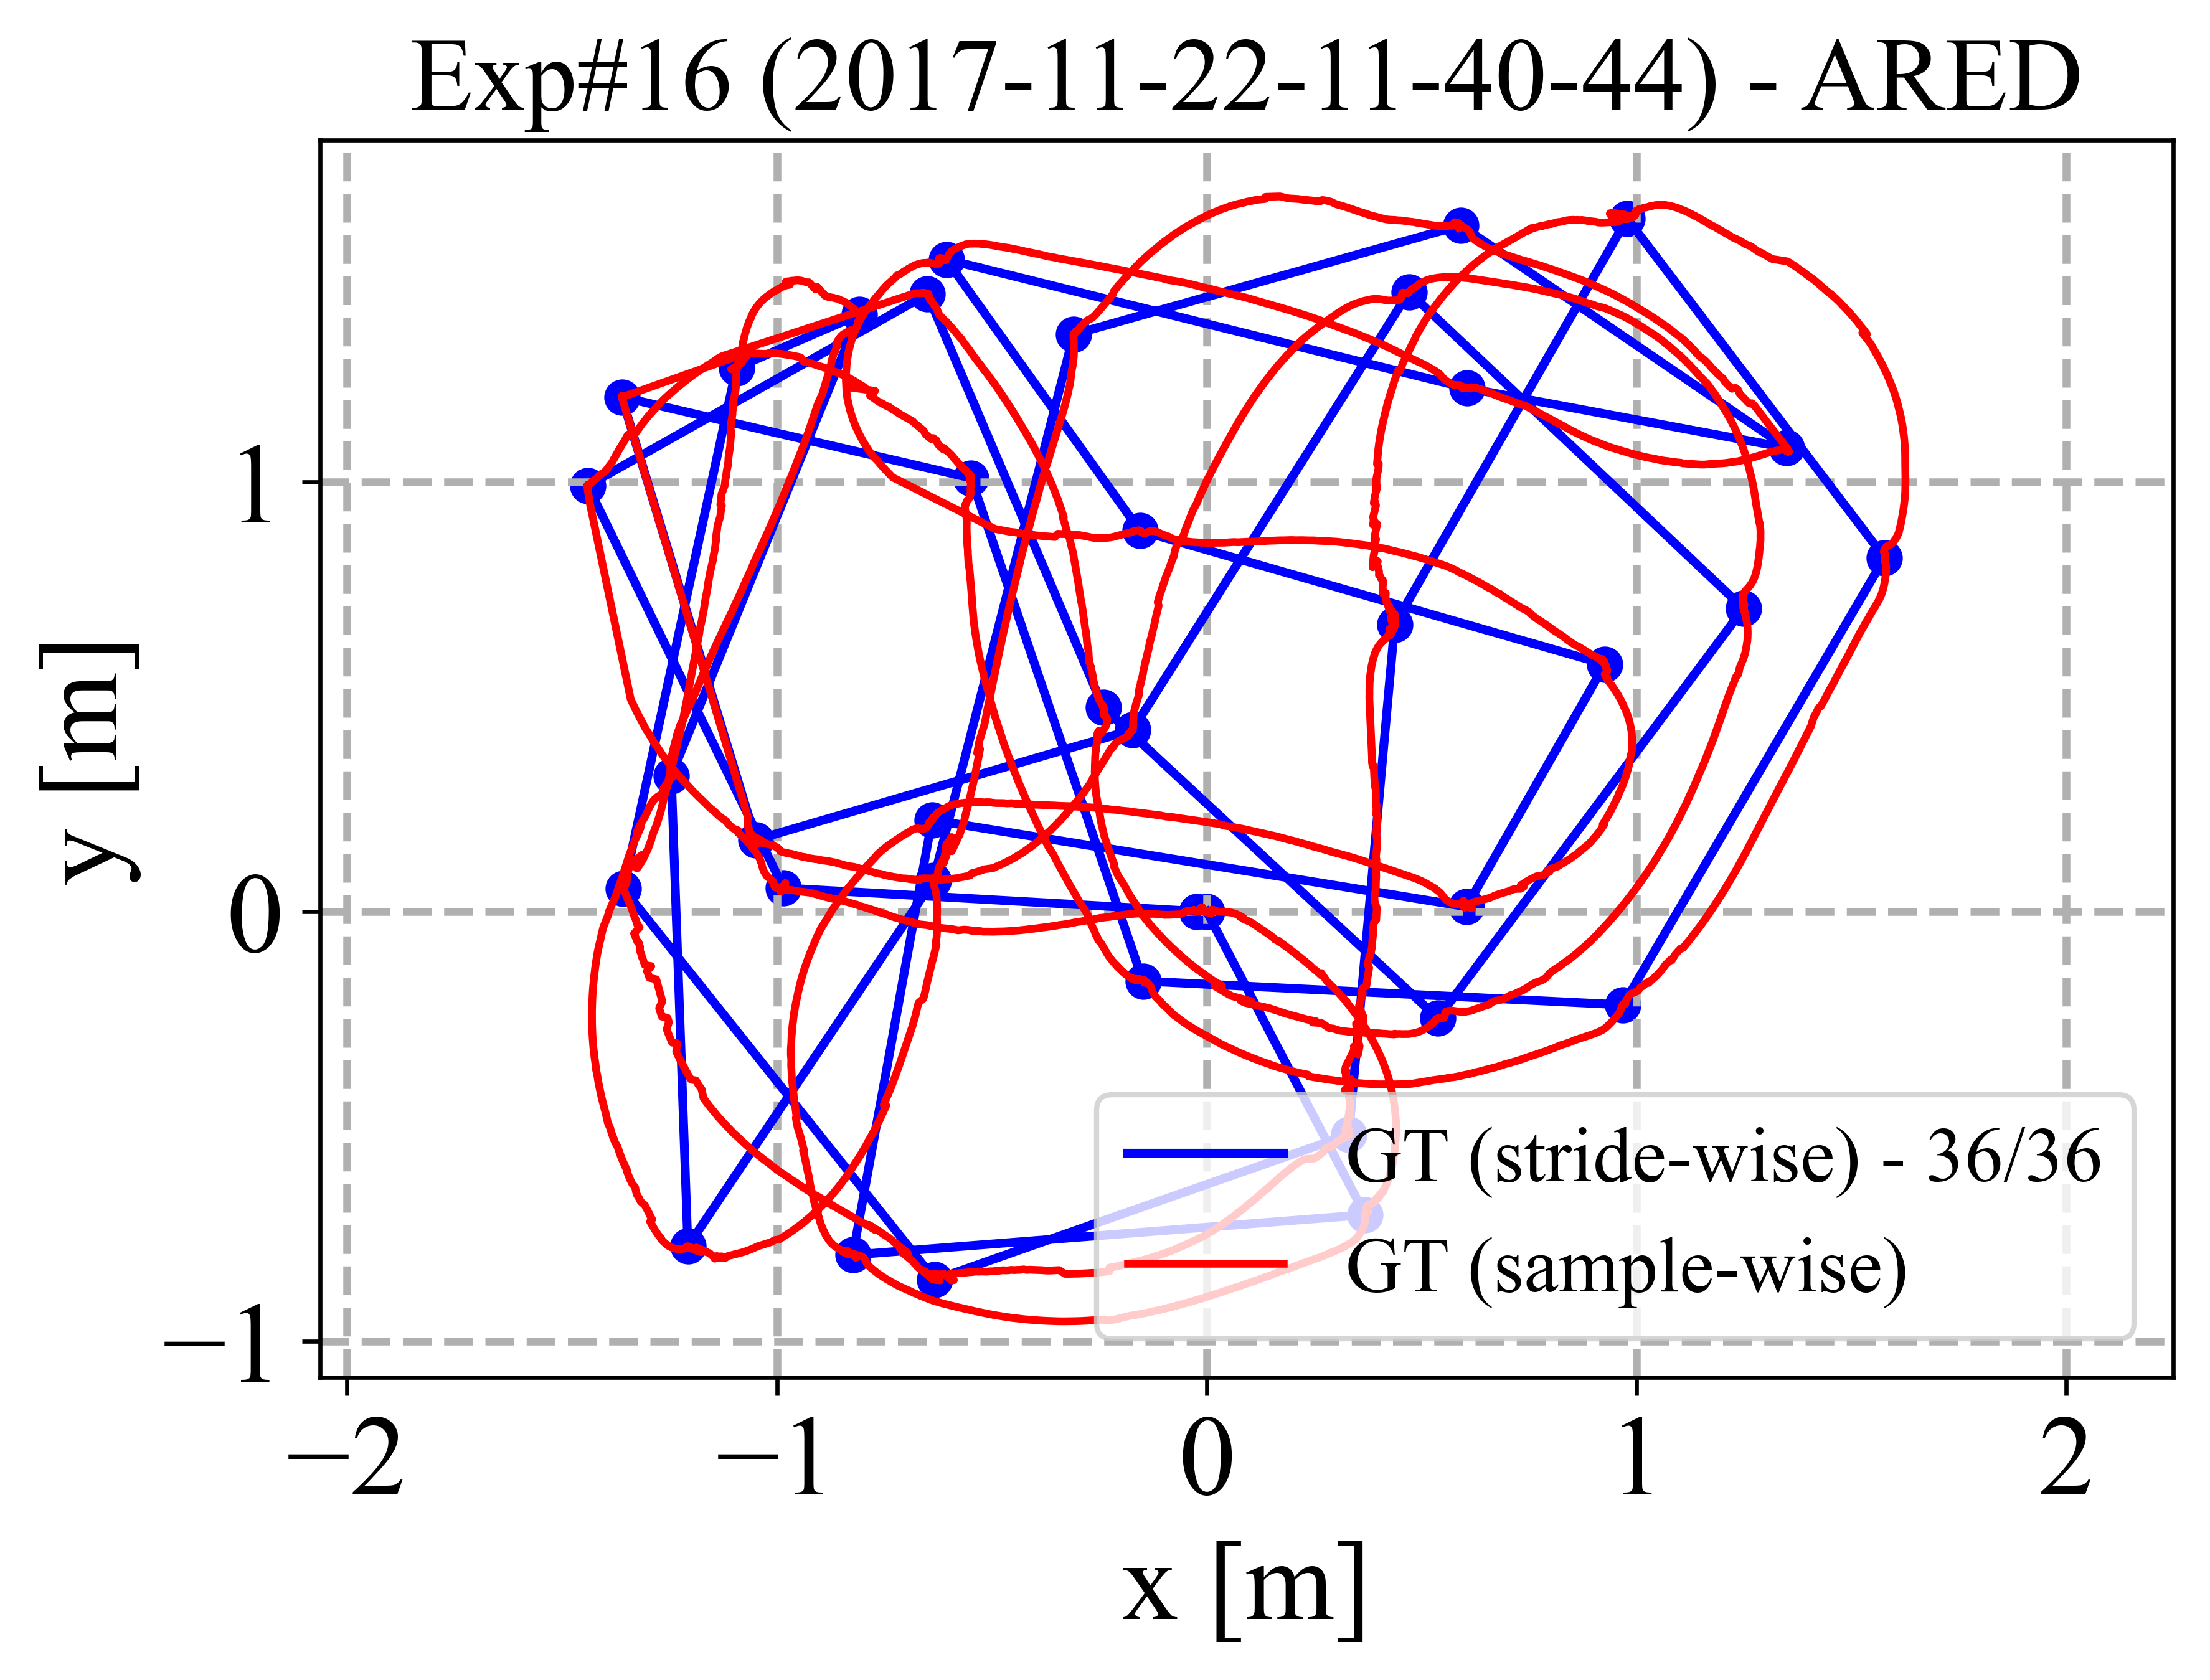 Exp#16 (2017-11-22-11-40-44) - ARED
y [m]
1
0
−1
GT (stride-wise) - 36/36
GT (sample-wise)
−2 −1 0 1 2
x [m]